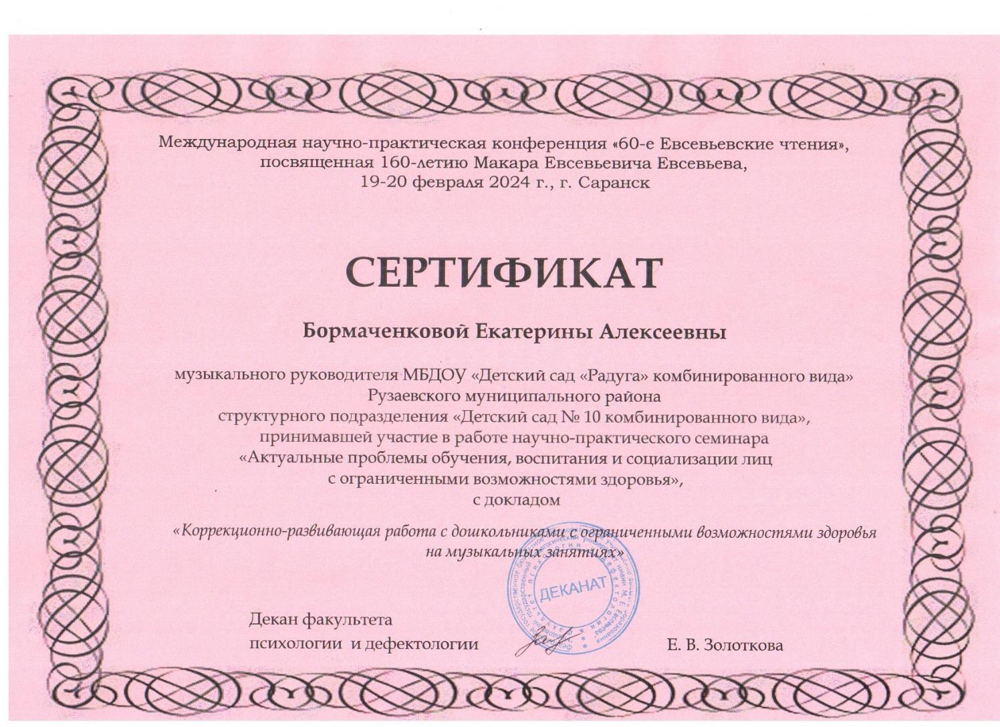 Международная научно-практическая конференция «60-е Евсевьевские чтения»,
посвященная 160-летию Макара Евсевьевича Евсевьева,
19-20 февраля 2024 г., г. Саранск
СЕРТИФИКАТ
Бормаченковой Екатерины Алексеевны
музыкального руководителя МБДОУ «Детский сад «Радуга» комбинированного вида»
Рузаевского муниципального района
структурного подразделения «Детский сад № 10 комбинированного вида»,
принимавшей участие в работе научно-практического семинара
«Актуальные проблемы обучения, воспитания и социализации лиц
с ограниченными возможностями здоровья»,
с докладом
«Коррекционно-развивающая работа с дошкольниками с ограниченными возможностями здоровья
на музыкальных занятиях»
ДЕКАНАТ
Декан факультета
психологии и дефектологии
Е. В. Золоткова